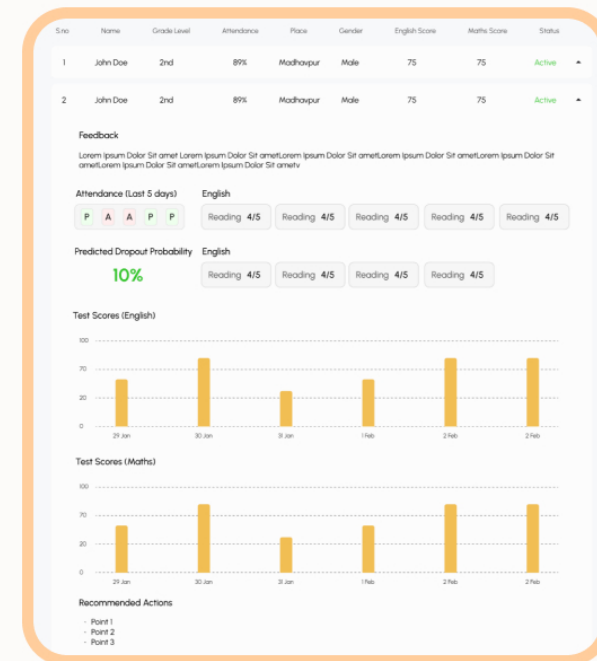 S.no Name Grade Level Attendance Place Gender English Score Maths Score Status
1 John Doe 2nd 89% Madhavpur Male 75 75 Active
2 John Doe 2nd 89% Madhavpur Male 75 75 Active
Feedback
Lorem Ipsum Dolor Sit amet Lorem Ipsum Dolor Sit ametLorem Ipsum Dolor Sit ametLorem Ipsum Dolor Sit ametLorem Ipsum Dolor Sit
ametLorem Ipsum Dolor Sit ametLorem Ipsum Dolor Sit ametv
Attendance (Last 5 days) English
P A A P P Reading 4/5 Reading 4/5 Reading 4/5 Reading 4/5 Reading 4/5
Predicted Dropout Probability English
10% Reading 4/5 Reading 4/5 Reading 4/5 Reading 4/5
Test Scores (English)
100
70
20
0
29 Jan 30 Jan 31 Jan 1 Feb 2 Feb 2 Feb
Test Scores (Maths)
100
70
20
0
29 Jan 30 Jan 31 Jan 1 Feb 2 Feb 2 Feb
Recommended Actions
- Point 1
- Point 2
- Point 3